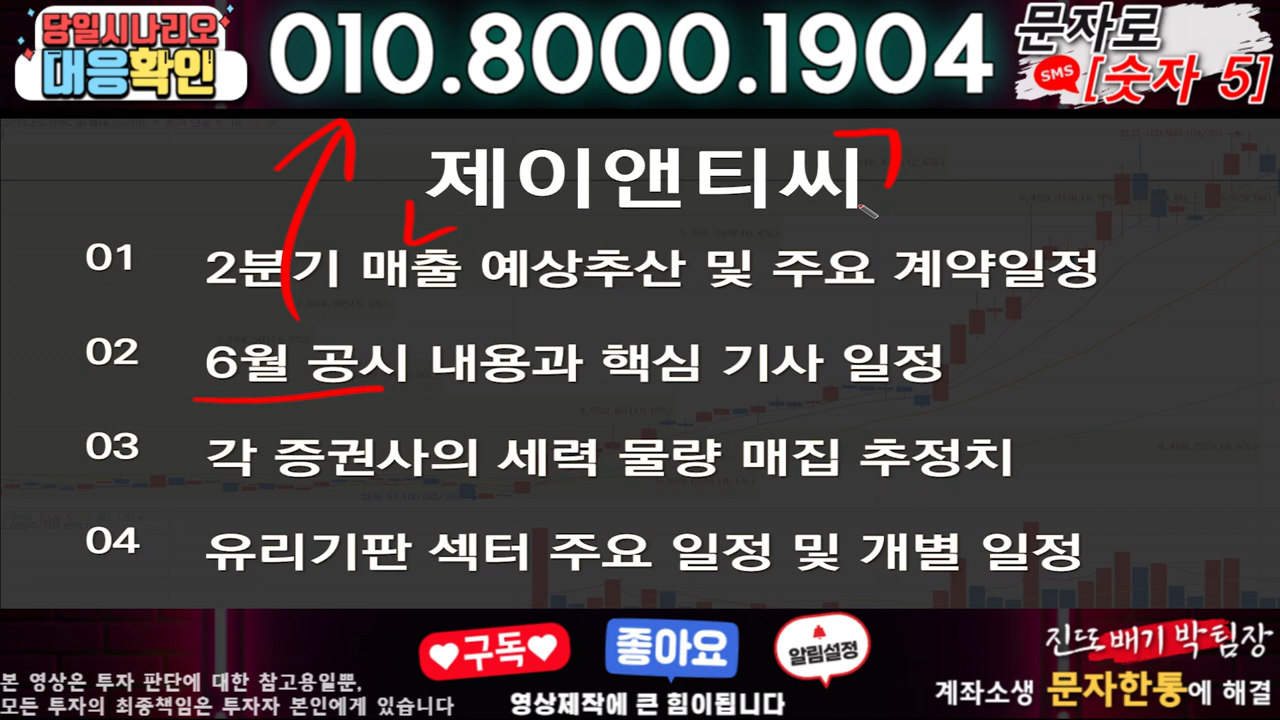 당일시나리오
대응확인
010.8000.1904
문자로
SMS
[숫자 5]
제이앤티씨
01
2분기 매출 예상추산 및 주요 계약일정
02
6월 공시 내용과 핵심 기사 일정
03
각 증권사의 세력 물량 매집 추정치
04
유리기판 섹터 주요 일정 및 개별 일정
구독
좋아요
알림설정
본 영상은 투자 판단에 대한 참고용일뿐,
모든 투자의 최종책임은 투자자 본인에게 있습니다
영상제작에 큰 힘이됩니다
진또배기 박팀장
계좌소생 문자한통에 해결